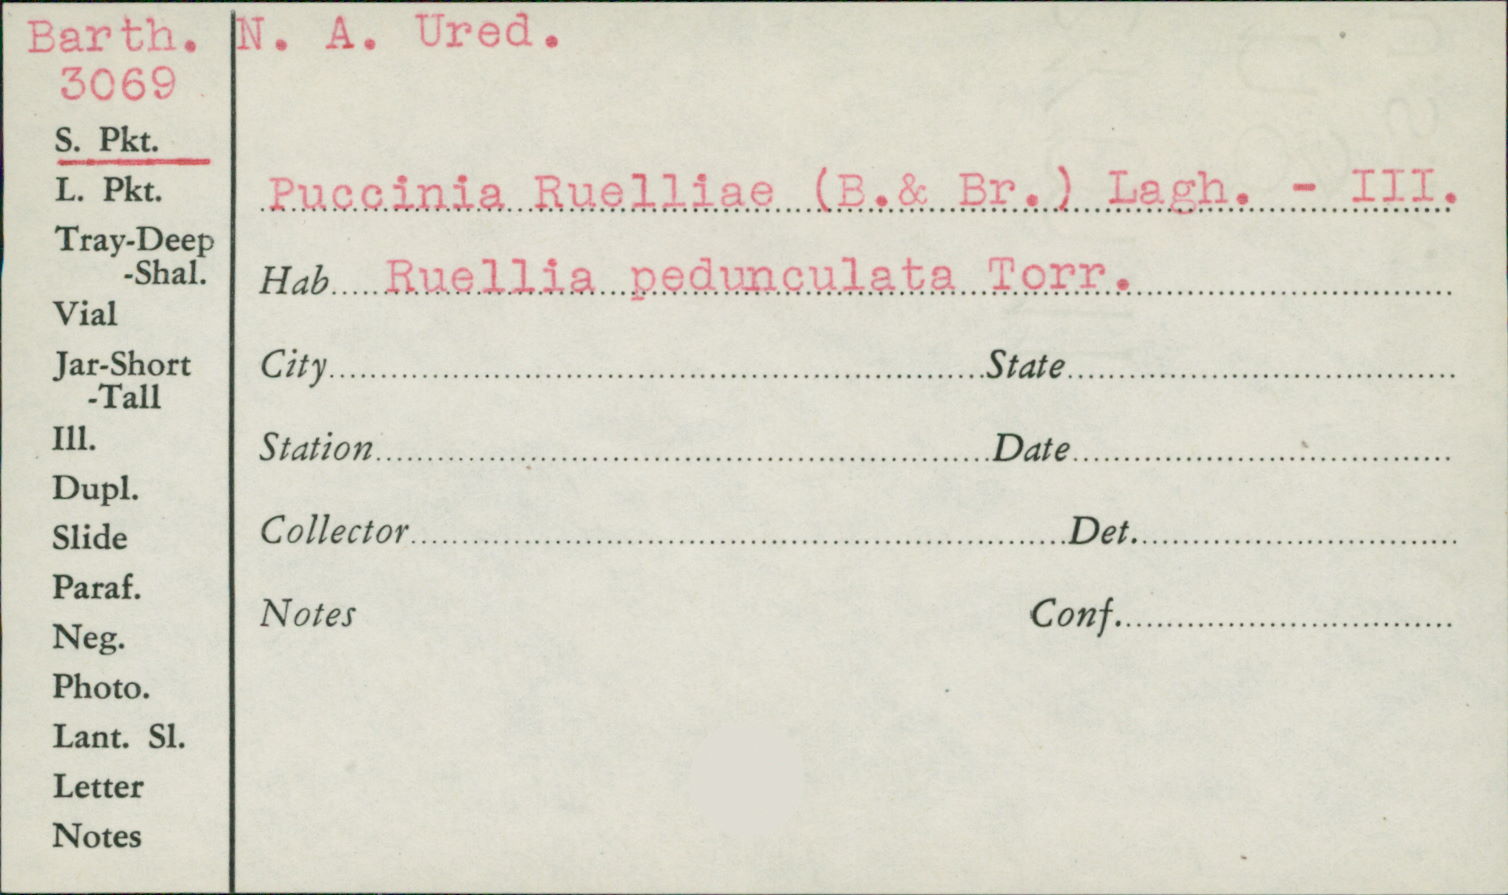 Barth. N. A. Ured.
3069
S. Pkt.
L. Pkt.
Tray-Deep
-Shal.
Vial
Jar-Short
-Tall
Ill.
Dupl.
Slide
Paraf.
Neg.
Photo.
Lant. Sl.
Letter
Notes
Puccinia Ruelliae (B.& Br.) Lagh. - III.
Hab Ruellia pedunculata Torr.
City State
Station Date
Collector Det.
Notes Conf.